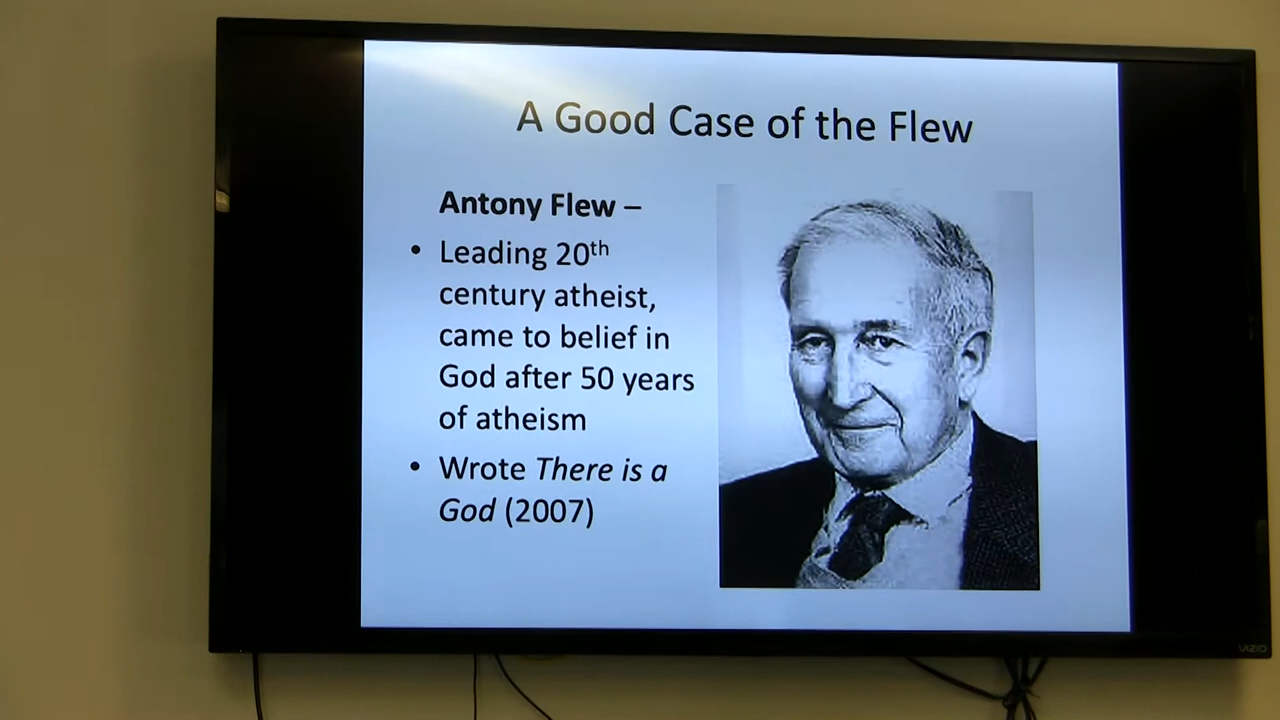 A Good Case of the Flew
Antony Flew –
• Leading 20th
century atheist,
came to belief in
God after 50 years
of atheism
• Wrote There is a
God (2007)
VIZIO